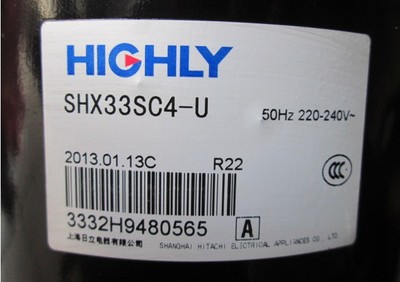 HIGHLY
SHX33SC4-U
50Hz 220-240V~
2013.01.13C R22
CCC
3332H9480565 A
上海日立电器有限公司
SHANGHAI HITACHI ELECTRICAL APPLIANCES CO., LTD.